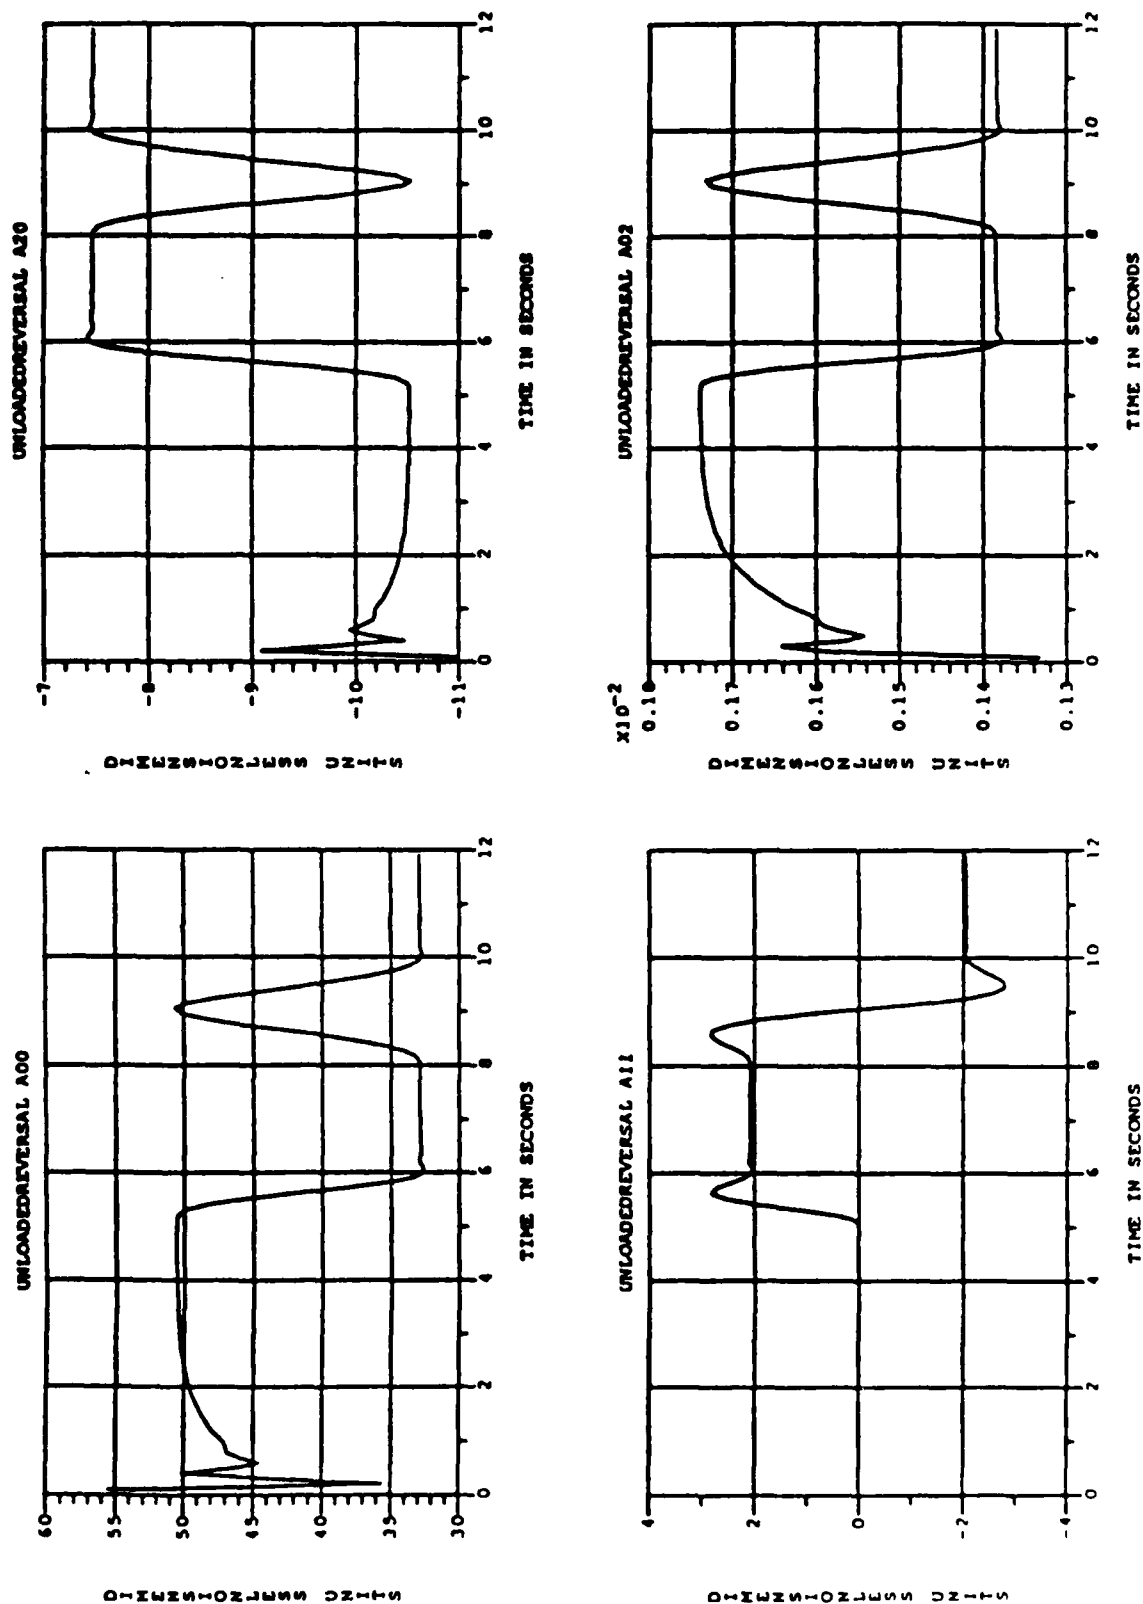 UNLOADEDREVERSAL A00
DIMENSIONLESS UNITS
60
55
50
45
40
35
30
0 2 4 6 8 10 12
TIME IN SECONDS
UNLOADEDREVERSAL A20
DIMENSIONLESS UNITS
-7
-8
-9
-10
-11
0 2 4 6 8 10 12
TIME IN SECONDS
UNLOADEDREVERSAL A11
DIMENSIONLESS UNITS
4
2
0
-2
-4
0 2 4 6 8 10 12
TIME IN SECONDS
UNLOADEDREVERSAL A02
X10-2
DIMENSIONLESS UNITS
0.18
0.17
0.16
0.15
0.14
0.13
0 2 4 6 8 10 12
TIME IN SECONDS